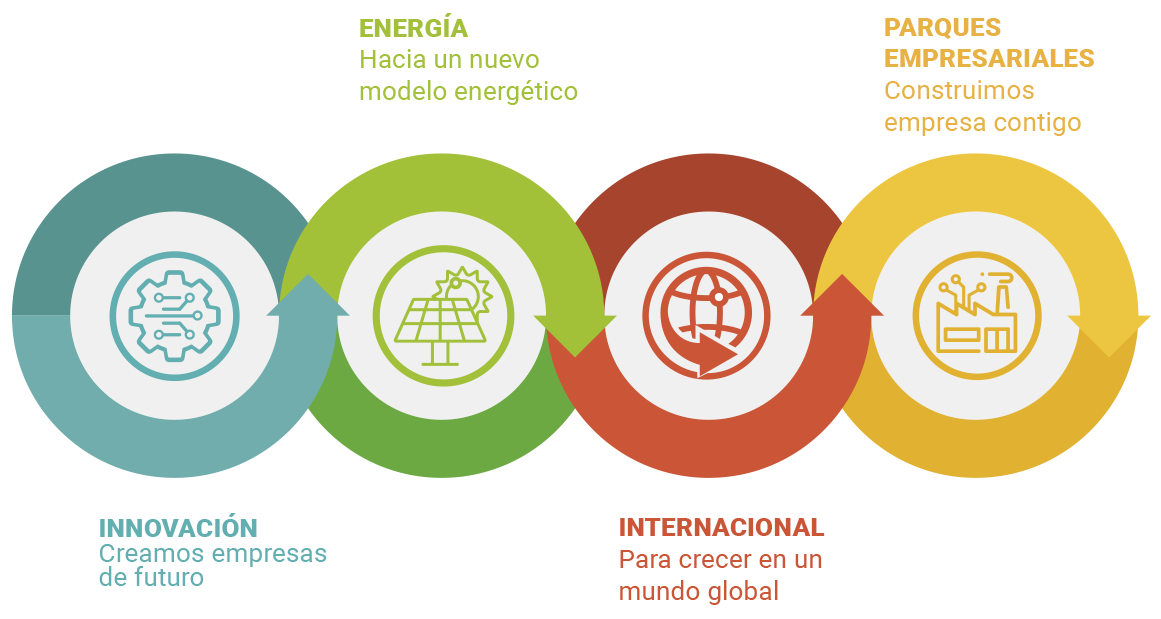 ENERGÍA
Hacia un nuevo
modelo energético
PARQUES
EMPRESARIALES
Construimos
empresa contigo
INNOVACIÓN
Creamos empresas
de futuro
INTERNACIONAL
Para crecer en un
mundo global